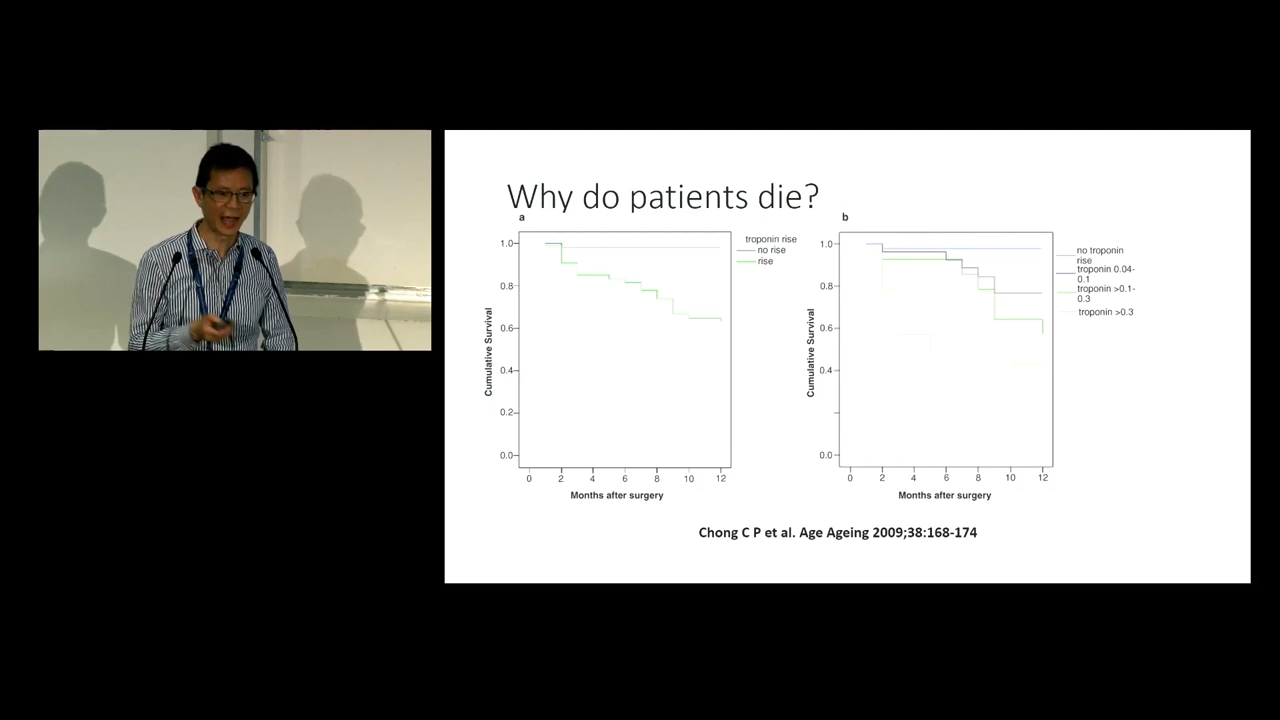 Why do patients die?
a
troponin rise
no rise
rise
1.0
0.8
0.6
0.4
0.2
0.0
Cumulative Survival
0 2 4 6 8 10 12
Months after surgery
b
no troponin
rise
troponin 0.04-
0.1
troponin >0.1-
0.3
troponin >0.3
1.0
0.8
0.6
0.4
0.0
Cumulative Survival
0 2 4 6 8 10 12
Months after surgery
Chong C P et al. Age Ageing 2009;38:168-174